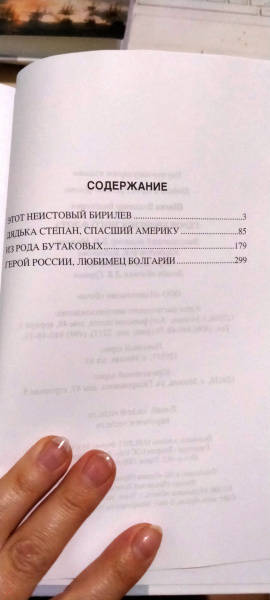 СОДЕРЖАНИЕ
ЭТОТ НЕИСТОВЫЙ БИРИЛЕВ 3
ДЯДЬКА СТЕПАН, СПАСШИЙ АМЕРИКУ 85
ИЗ РОДА БУТАКОВЫХ 179
ГЕРОЙ РОССИИ, ЛЮБИМЕЦ БОЛГАРИИ 299